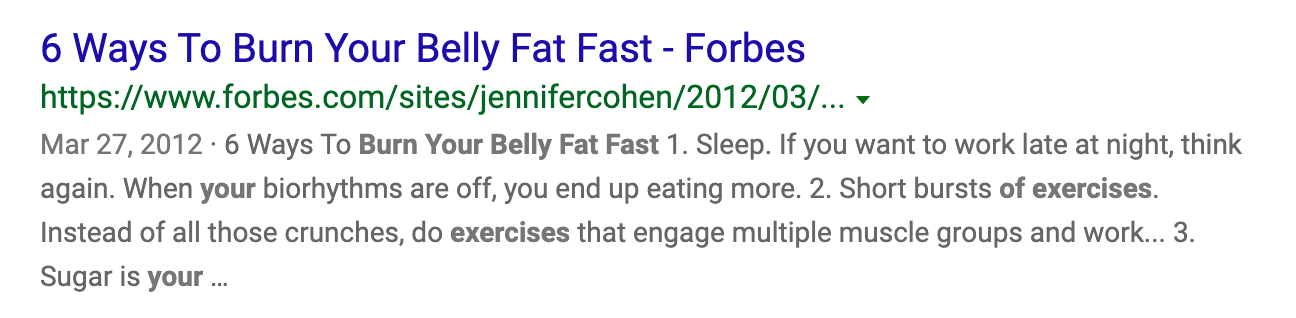 6 Ways To Burn Your Belly Fat Fast - Forbes
https://www.forbes.com/sites/jennifercohen/2012/03/...
Mar 27, 2012 · 6 Ways To Burn Your Belly Fat Fast 1. Sleep. If you want to work late at night, think
again. When your biorhythms are off, you end up eating more. 2. Short bursts of exercises.
Instead of all those crunches, do exercises that engage multiple muscle groups and work... 3.
Sugar is your ...